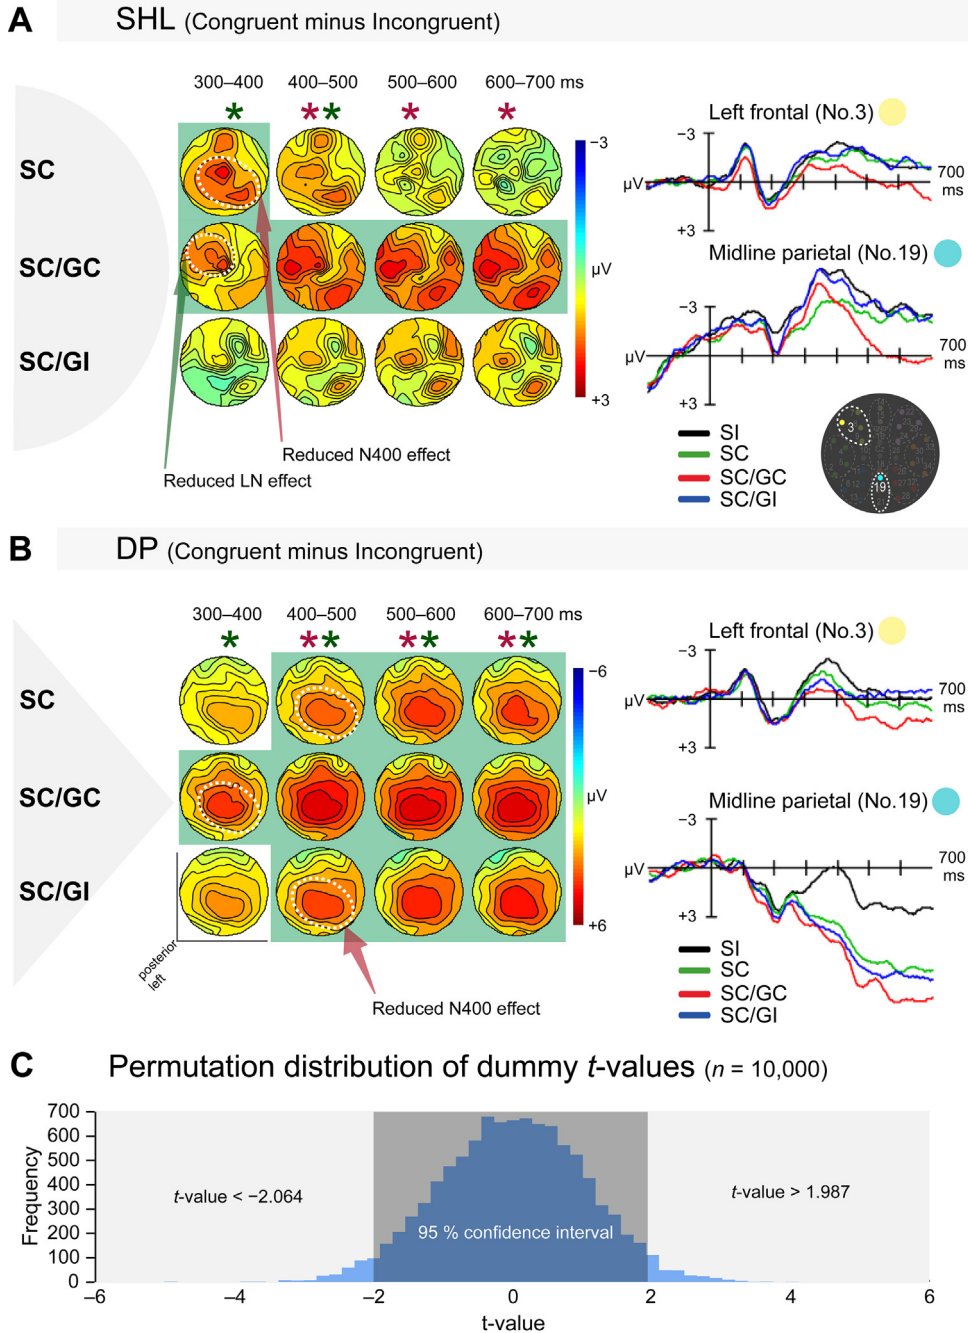 A SHL (Congruent minus Incongruent)
300–400 400–500 500–600 600–700 ms
* ** * *
SC
SC/GC
SC/GI
−3
μV
+3
Reduced N400 effect
Reduced LN effect
Left frontal (No.3)
−3
μV
700
ms
+3
Midline parietal (No.19)
−3
μV
700
ms
+3
SI
SC
SC/GC
SC/GI
3
19
B DP (Congruent minus Incongruent)
300–400 400–500 500–600 600–700 ms
* ** ** **
SC
SC/GC
SC/GI
posterior
left
−6
μV
+6
Reduced N400 effect
Left frontal (No.3)
−3
μV
700
ms
+3
Midline parietal (No.19)
−3
μV
700
ms
+3
SI
SC
SC/GC
SC/GI
C Permutation distribution of dummy t-values (n = 10,000)
Frequency
700
600
500
400
300
200
100
0
t-value < −2.064
95 % confidence interval
t-value > 1.987
−6 −4 −2 0 2 4 6
t-value